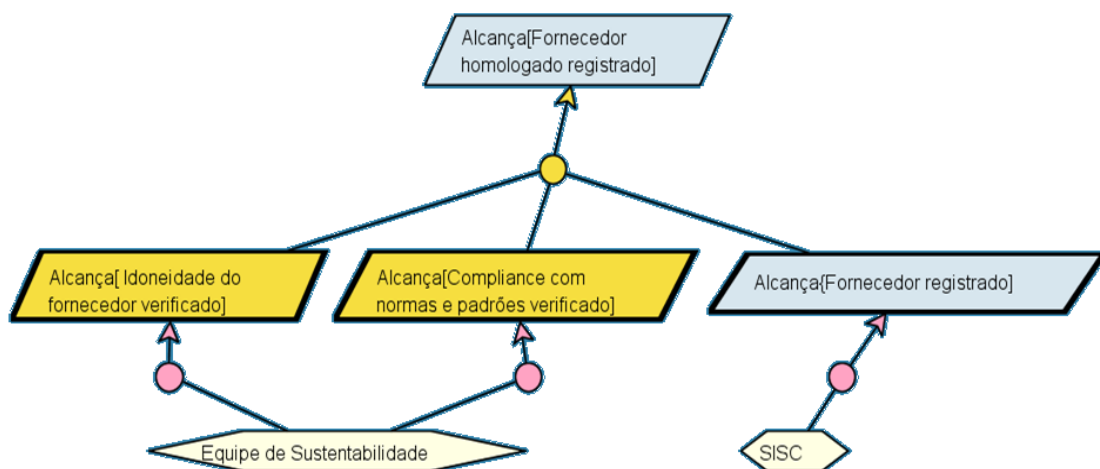 Alcança[Fornecedor
homologado registrado]
Alcança[ Idoneidade do
fornecedor verificado]
Alcança[Compliance com
normas e padrões verificado]
Alcança{Fornecedor registrado]
Equipe de Sustentabilidade
SISC